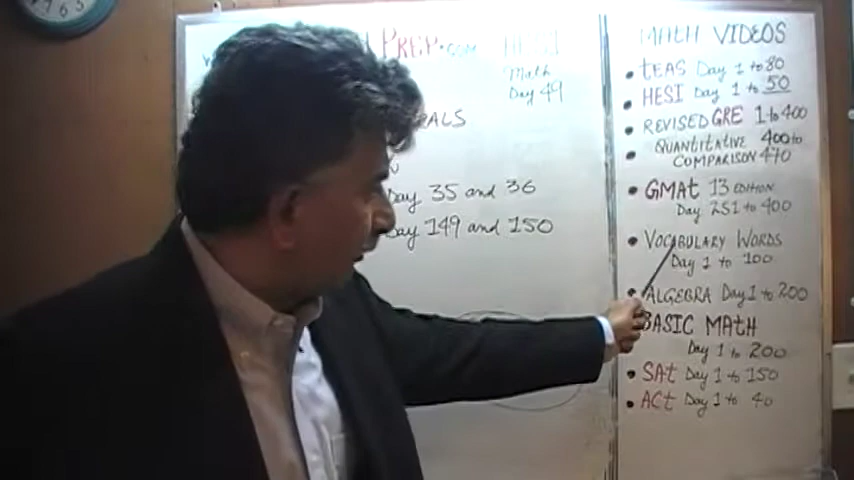 PREP.COM
HESI
Math
Day 49
RALS
Day 35 and 36
Day 149 and 150
MATH VIDEOS
• TEAS Day 1 to 80
• HESI Day 1 to 50
• REVISED GRE 1 to 400
• QUANTITATIVE 400 to
COMPARISON 470
• GMAT 13 EDITION
Day 251 to 400
• VOCABULARY WORDS
Day 1 to 100
• ALGEBRA Day 1 to 200
BASIC MATH
Day 1 to 200
• SAT Day 1 to 150
• ACT Day 1 to 40